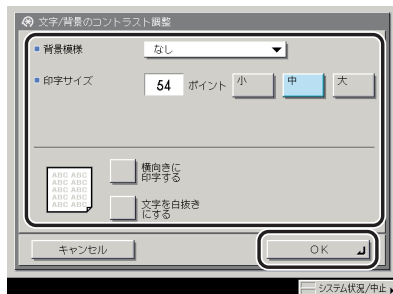 文字/背景のコントラスト調整
背景模様 なし
印字サイズ 54 ポイント 小 中 大
ABC ABC
ABC ABC
ABC ABC
ABC ABC
ABC ABC
横向きに
印字する
文字を白抜き
にする
キャンセル OK
システム状況/中止